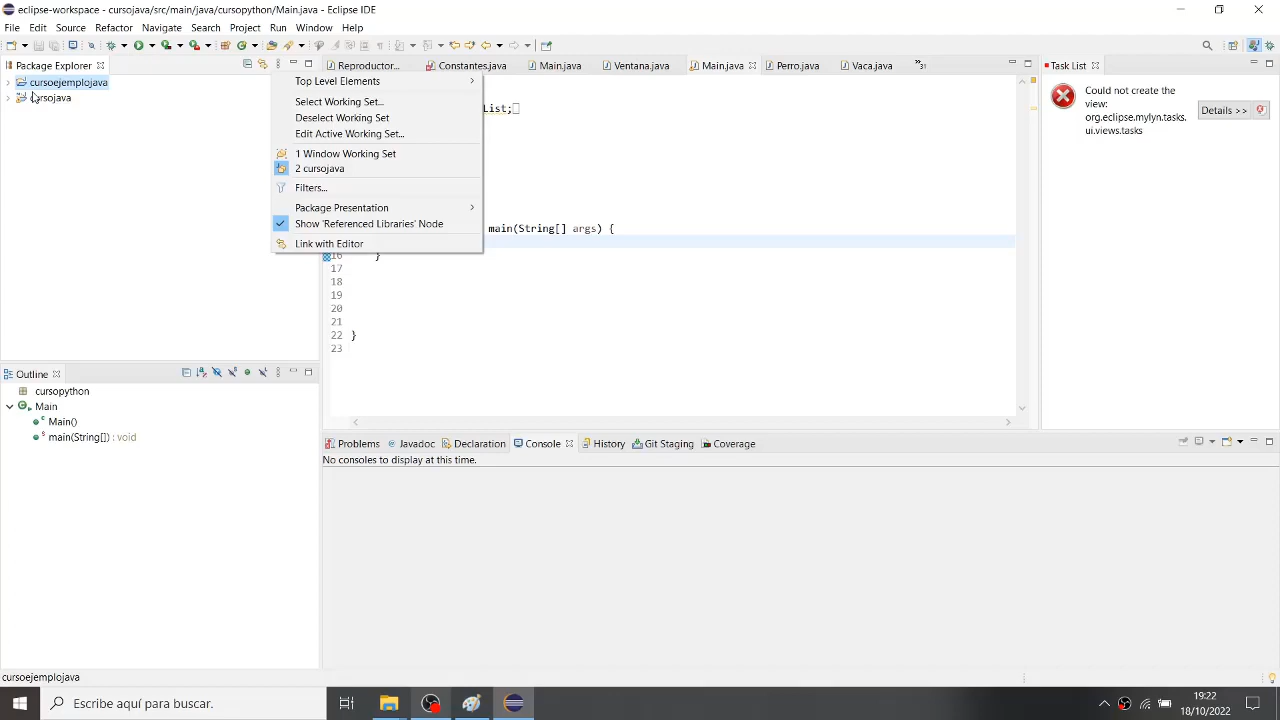 eclipse-workspace - cursojava/src/main/java/cursopython/Main.java - Eclipse IDE
File Edit Source Refactor Navigate Search Project Run Window Help
Package Explorer
Reproductor... Constantes.java Main.java Ventana.java Main.java Perro.java Vaca.java 31
Task List
cursoejemplojava
cursojava
Top Level Elements
Select Working Set...
Deselect Working Set
Edit Active Working Set...
1 Window Working Set
2 cursojava
Filters...
Package Presentation
Show 'Referenced Libraries' Node
Link with Editor
List;
main(String[] args) {
16 }
17
18
19
20
21
22 }
23
Could not create the
view:
org.eclipse.mylyn.tasks.
ui.views.tasks
Details >>
Outline
cursopython
Main
Main()
main(String[]) : void
Problems Javadoc Declaration Console History Git Staging Coverage
No consoles to display at this time.
cursoejemplojava
Escribe aquí para buscar.
19:22
18/10/2022